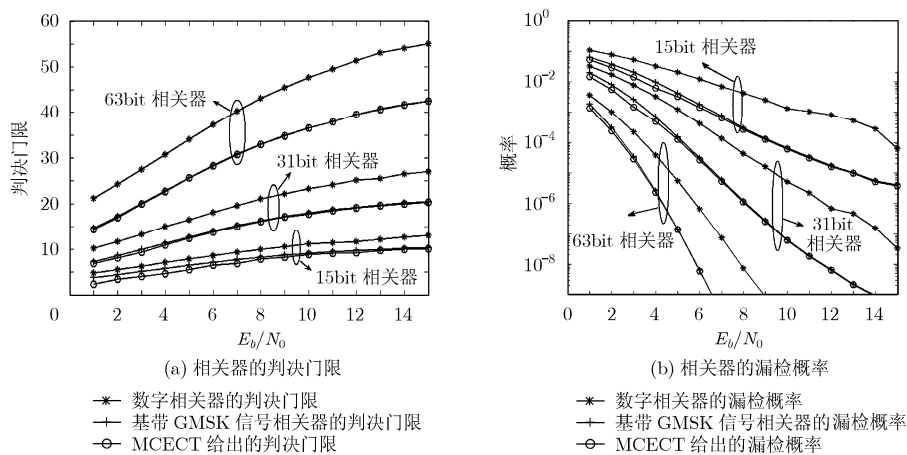 60
50
40
30
20
10
0
2
4
6
8
10
12
14
判决门限
63bit 相关器
31bit 相关器
15bit 相关器
E_b/N_0
(a) 相关器的判决门限
数字相关器的判决门限
基带 GMSK 信号相关器的判决门限
MCECT 给出的判决门限
10^0
10^-2
10^-4
10^-6
10^-8
0
2
4
6
8
10
12
14
概率
15bit 相关器
63bit 相关器
31bit
相关器
E_b/N_0
(b) 相关器的漏检概率
数字相关器的漏检概率
基带 GMSK 信号相关器的漏检概率
MCECT 给出的漏检概率